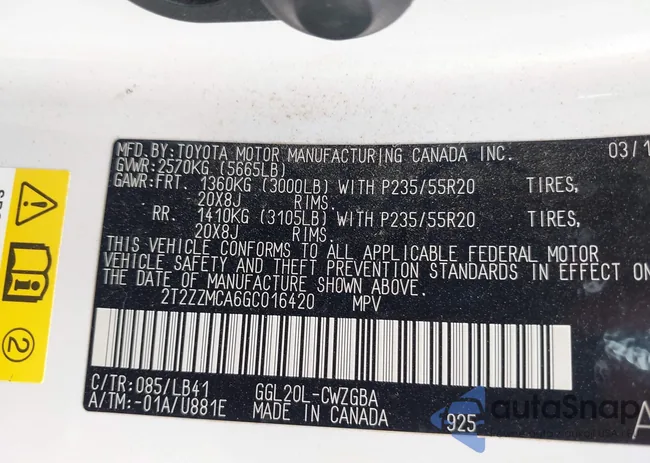 MFD. BY:TOYOTA MOTOR MANUFACTURING CANADA INC. 03/1
GVWR:2570KG (5665LB)
GAWR:FRT. 1360KG (3000LB) WITH P235/55R20 TIRES,
20X8J RIMS.
RR. 1410KG (3105LB) WITH P235/55R20 TIRES,
20X8J RIMS.
THIS VEHICLE CONFORMS TO ALL APPLICABLE FEDERAL MOTOR
VEHICLE SAFETY AND THEFT PREVENTION STANDARDS IN EFFECT ON
THE DATE OF MANUFACTURE SHOWN ABOVE.
2T2ZZMCA6GC016420 MPV
C/TR:085/LB41 GGL20L-CWZGBA
A/TM:-01A/U881E MADE IN CANADA 925 A
2
autoSnap